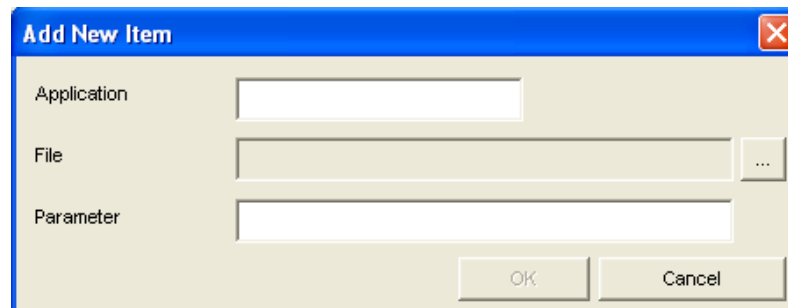 Add New Item
Application
File
...
Parameter
OK
Cancel